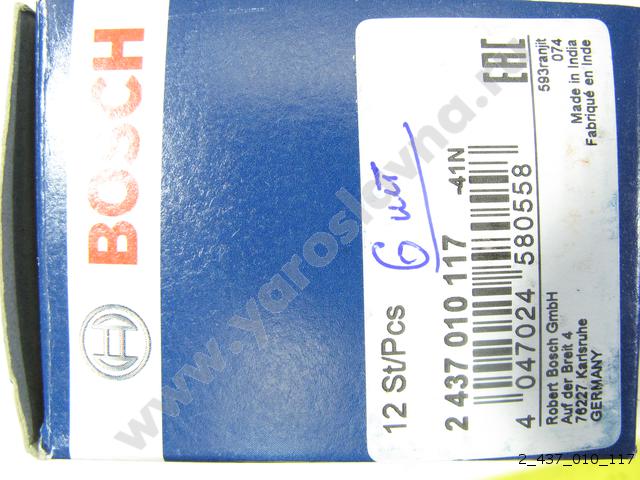 BOSCH
12 St/Pcs
6 шт
2 437 010 117 -41N
4 047024 580558
Robert Bosch GmbH
Auf der Breit 4
76227 Karlsruhe
GERMANY
EAC
593ranjit
074
Made in India
Fabriqué en Inde
www.yaroslovna.ru
2_437_010_117